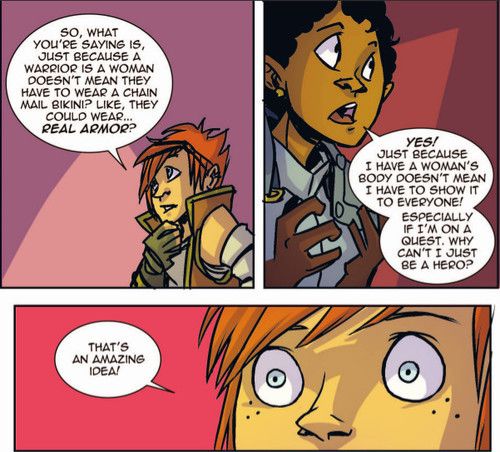 SO, WHAT
YOU'RE SAYING IS,
JUST BECAUSE A
WARRIOR IS A WOMAN
DOESN'T MEAN THEY
HAVE TO WEAR A CHAIN
MAIL BIKINI? LIKE, THEY
COULD WEAR...
REAL ARMOR?
YES!
JUST BECAUSE
I HAVE A WOMAN'S
BODY DOESN'T MEAN
I HAVE TO SHOW IT
TO EVERYONE!
ESPECIALLY
IF I'M ON A
QUEST. WHY
CAN'T I JUST
BE A HERO?
THAT'S
AN AMAZING
IDEA!